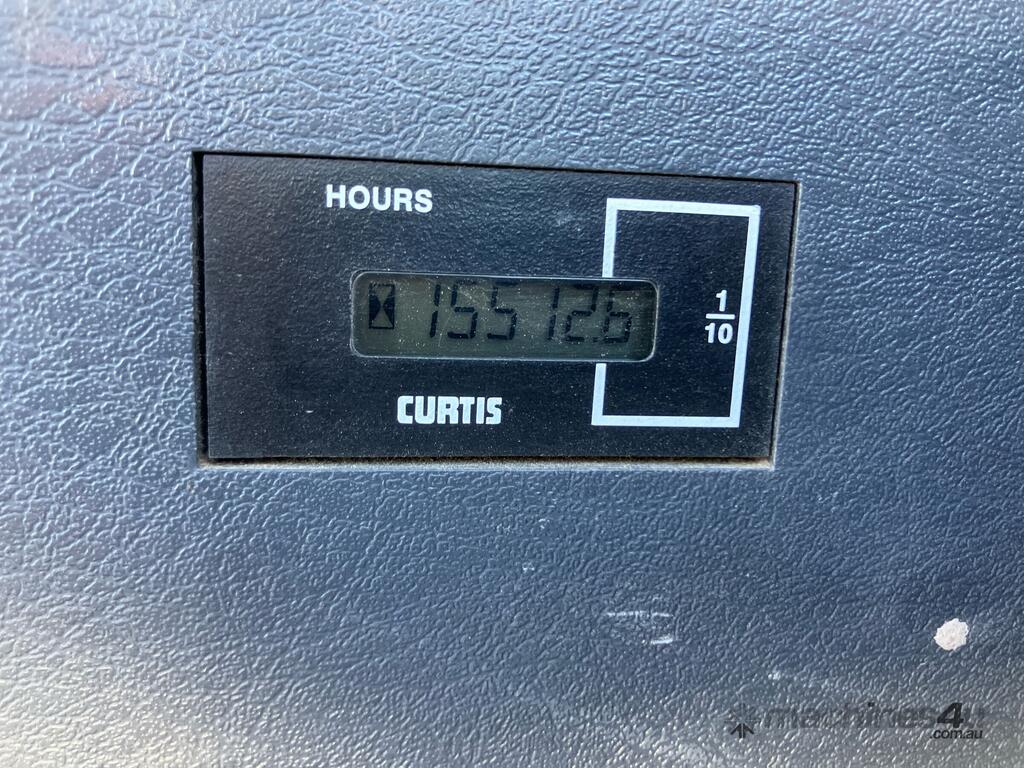 HOURS
15512.6
1
10
CURTIS
machines4u
.com.au